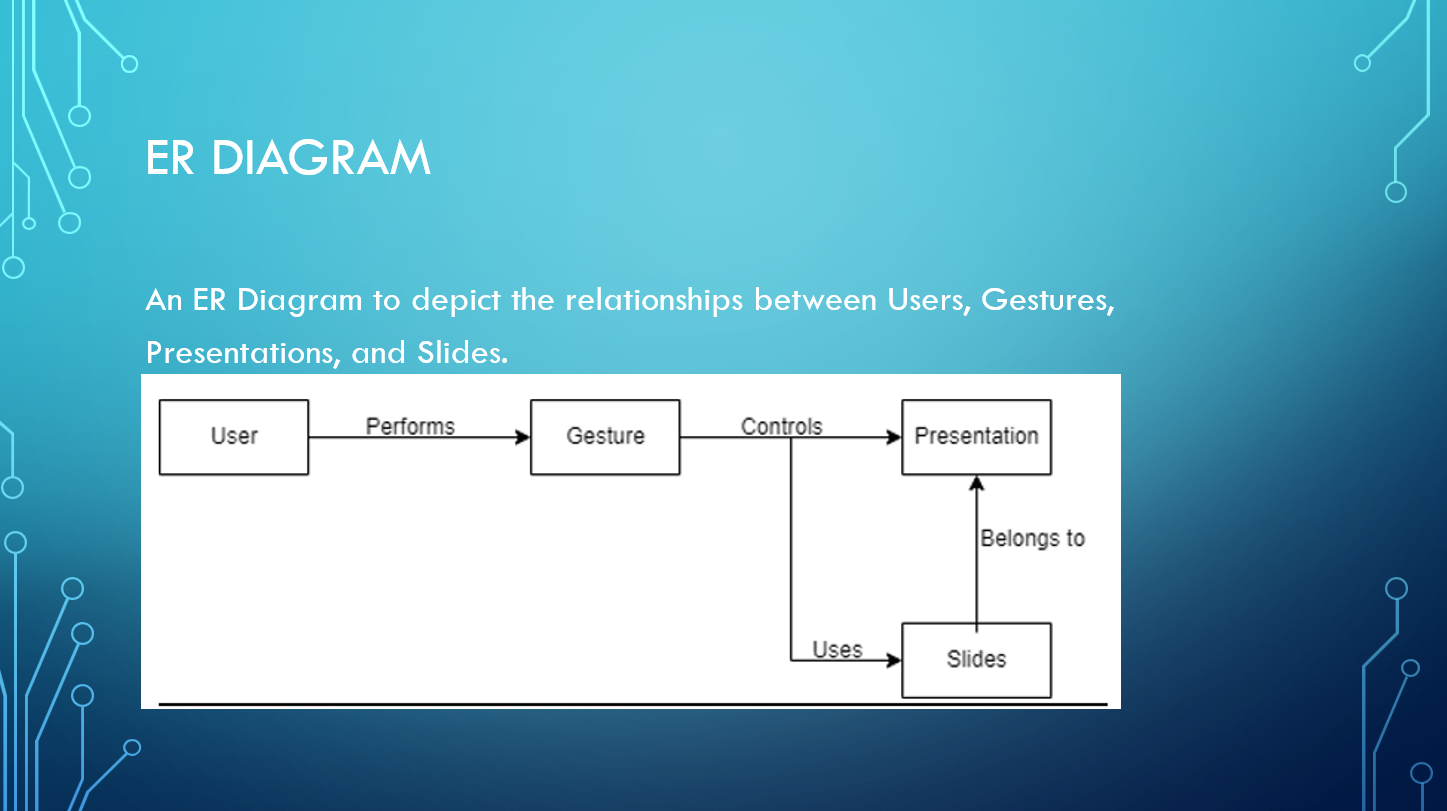 ER DIAGRAM
An ER Diagram to depict the relationships between Users, Gestures,
Presentations, and Slides.
User
Performs
Gesture
Controls
Presentation
Belongs to
Uses
Slides